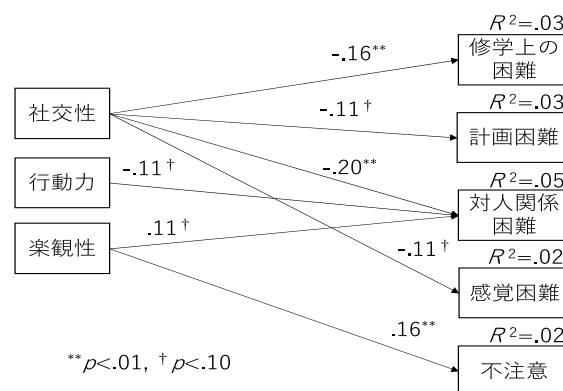 R²=.03
修学上の
困難
-.16**
R²=.03
社交性
-.11†
計画困難
行動力
-.11†
-.20**
R²=.05
対人関係
困難
楽観性
.11†
-.11†
R²=.02
感覚困難
.16**
R²=.02
**p<.01, †p<.10
不注意